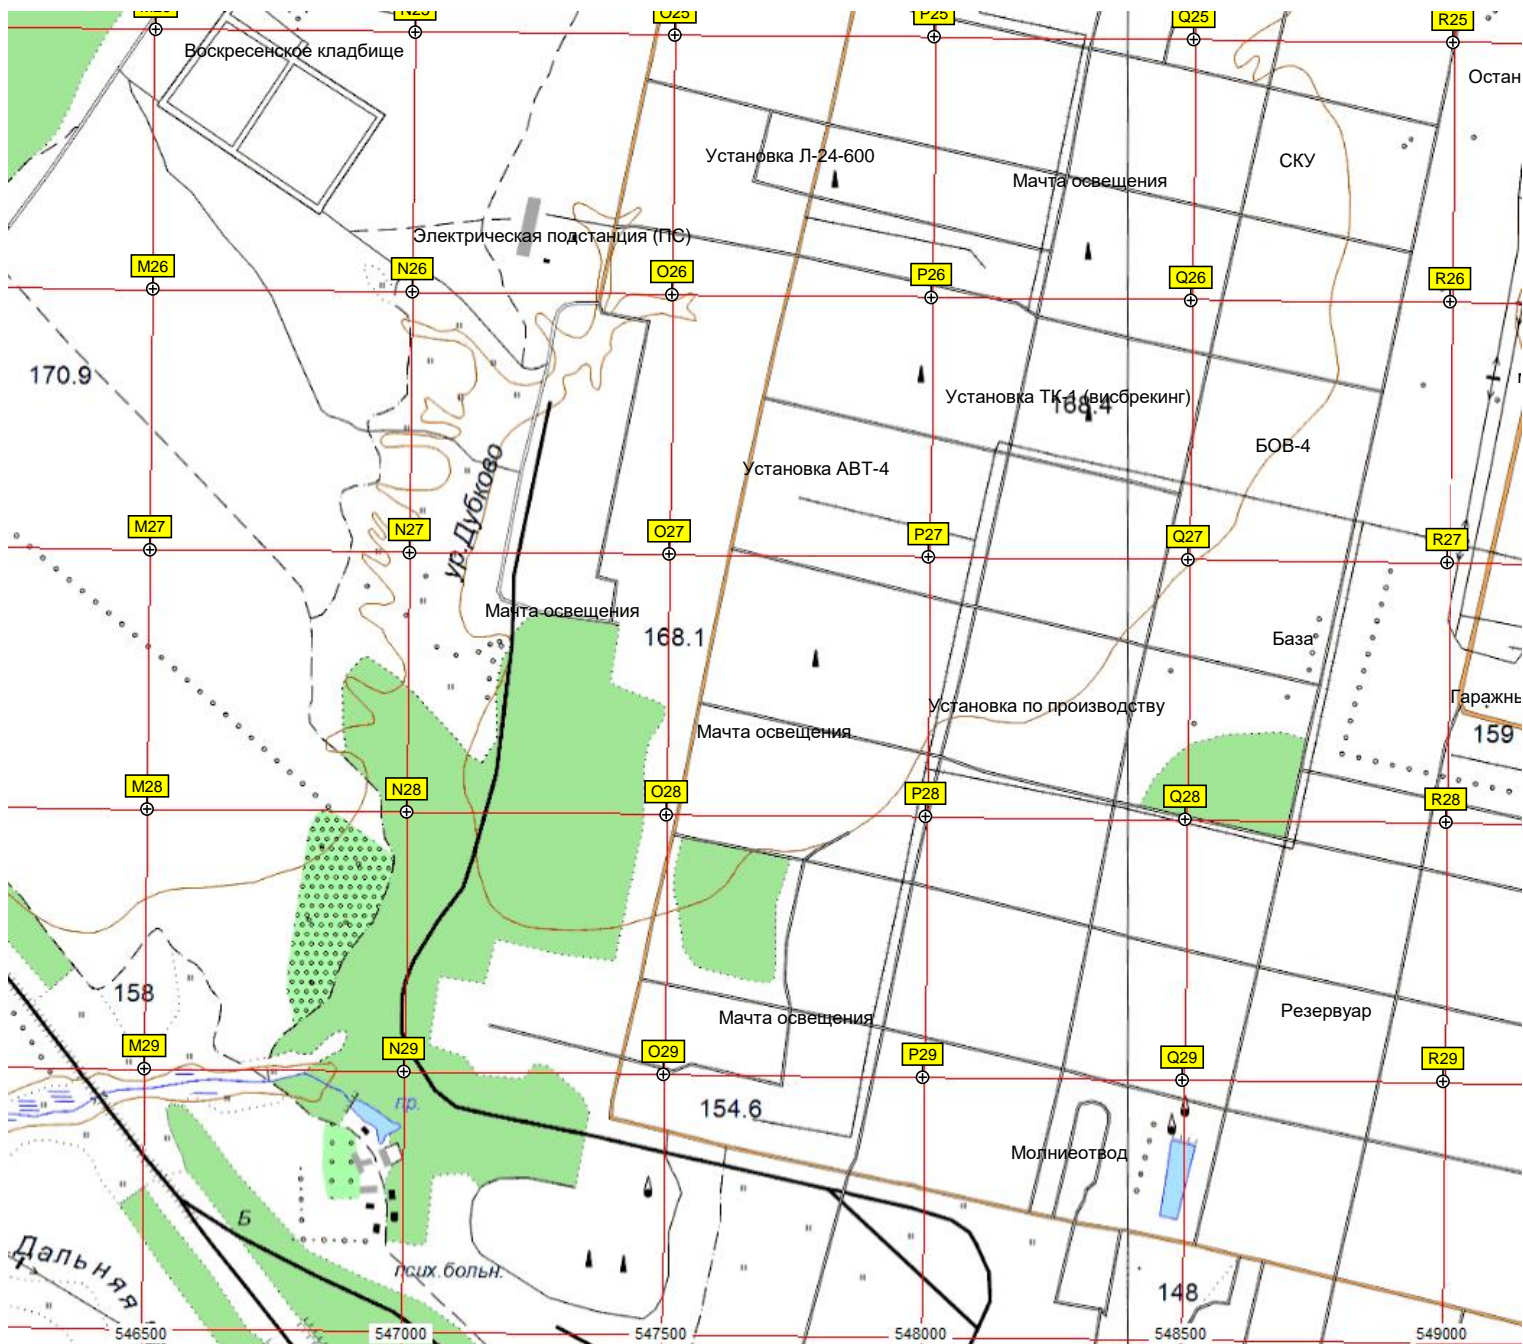 N25
O25
P25
Q25
R25
Воскресенское кладбище
Остан
Установка Л-24-600
СКУ
Мачта освещения
Электрическая подстанция (ПС)
M26
N26
O26
P26
Q26
R26
170.9
Установка ТК-1 (висбрекинг)
168.4
БОВ-4
ур.Дубково
Установка АВТ-4
M27
N27
O27
P27
Q27
R27
Мачта освещения
168.1
База
Гаражны
Установка по производству
Мачта освещения
159
M28
N28
O28
P28
Q28
R28
158
Резервуар
Мачта освещения
M29
N29
O29
P29
Q29
R29
пр.
154.6
Молниеотвод
Б
Дальняя
псих.больн.
148
546500
547000
547500
548000
548500
549000